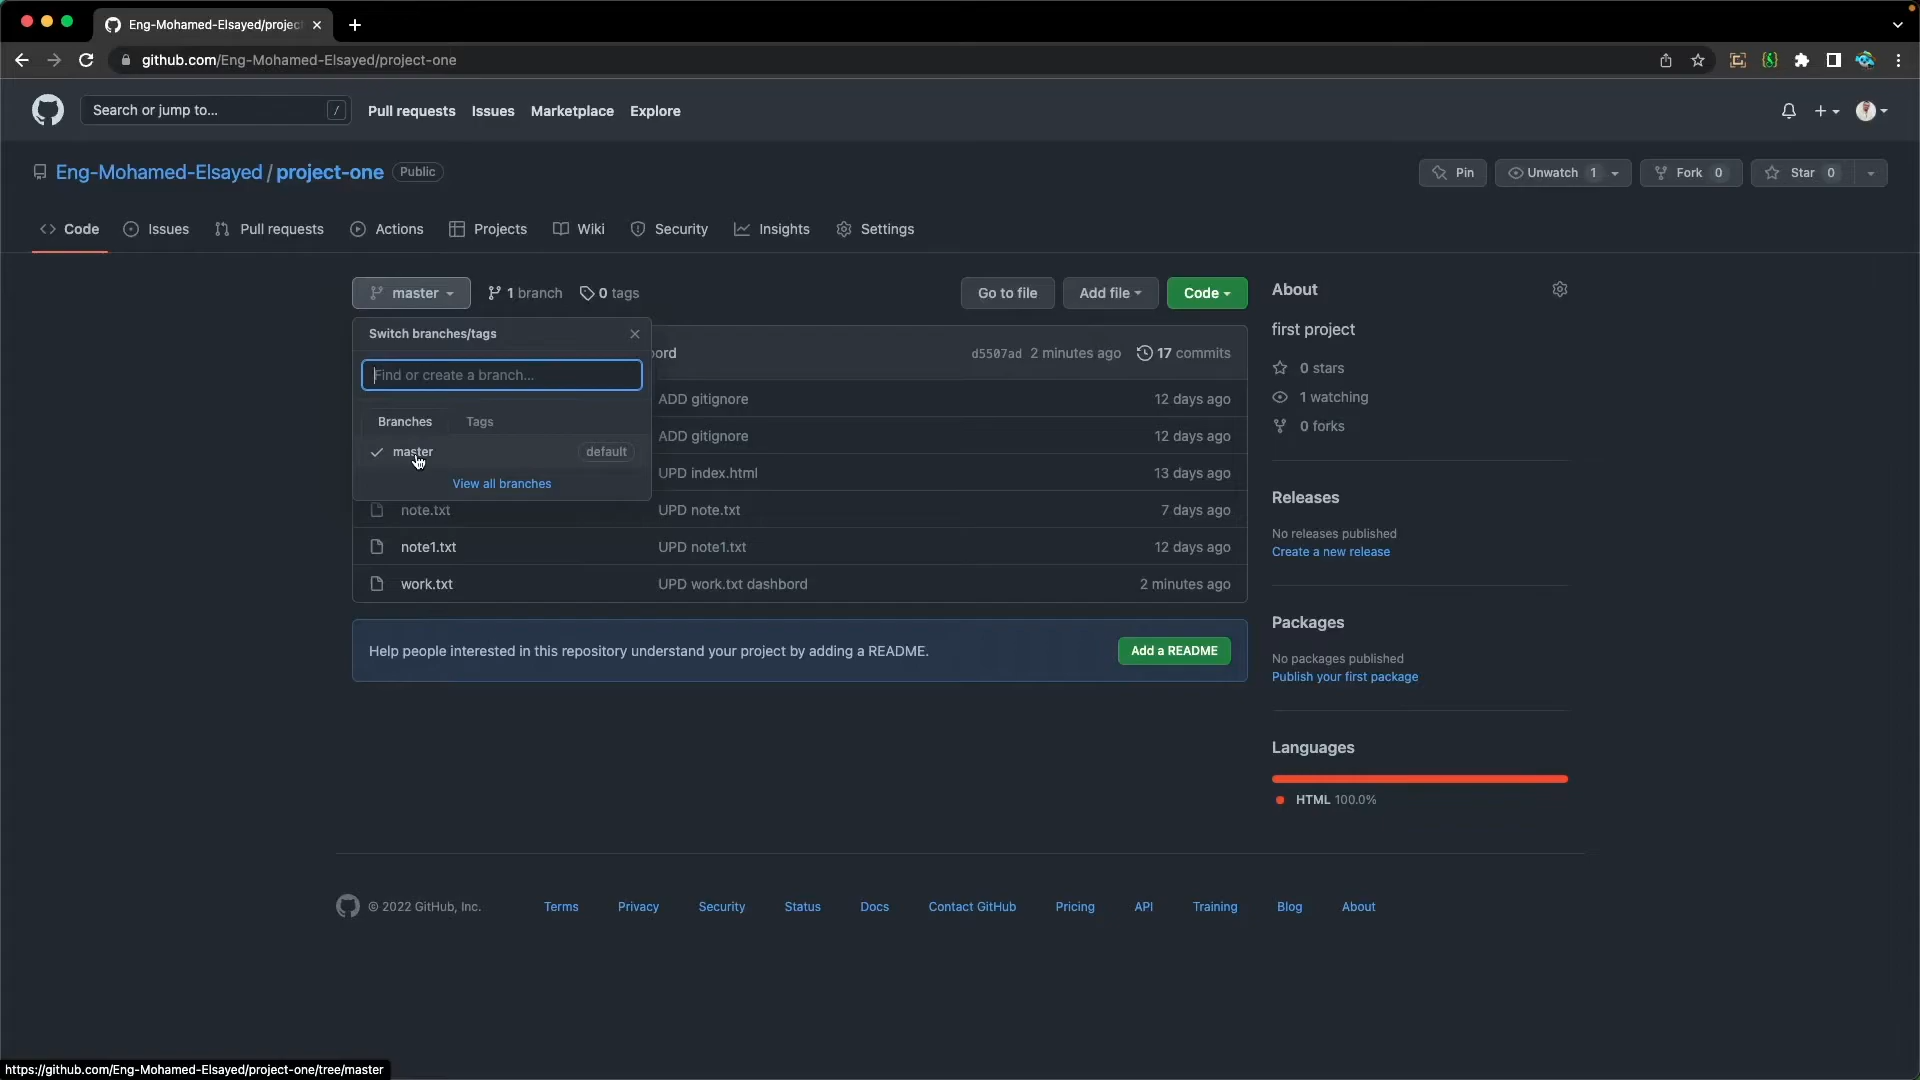 Eng-Mohamed-Elsayed/projec
github.com/Eng-Mohamed-Elsayed/project-one
Search or jump to... / Pull requests Issues Marketplace Explore
Eng-Mohamed-Elsayed / project-one Public Pin Unwatch 1 Fork 0 Star 0
Code Issues Pull requests Actions Projects Wiki Security Insights Settings
master 1 branch 0 tags Go to file Add file Code
Switch branches/tags
ord d5507ad 2 minutes ago 17 commits
Find or create a branch...
ADD gitignore 12 days ago
Branches Tags
ADD gitignore 12 days ago
master default
UPD index.html 13 days ago
View all branches
note.txt UPD note.txt 7 days ago
note1.txt UPD note1.txt 12 days ago
work.txt UPD work.txt dashbord 2 minutes ago
Help people interested in this repository understand your project by adding a README. Add a README
About
first project
0 stars
1 watching
0 forks
Releases
No releases published
Create a new release
Packages
No packages published
Publish your first package
Languages
HTML 100.0%
© 2022 GitHub, Inc. Terms Privacy Security Status Docs Contact GitHub Pricing API Training Blog About
https://github.com/Eng-Mohamed-Elsayed/project-one/tree/master